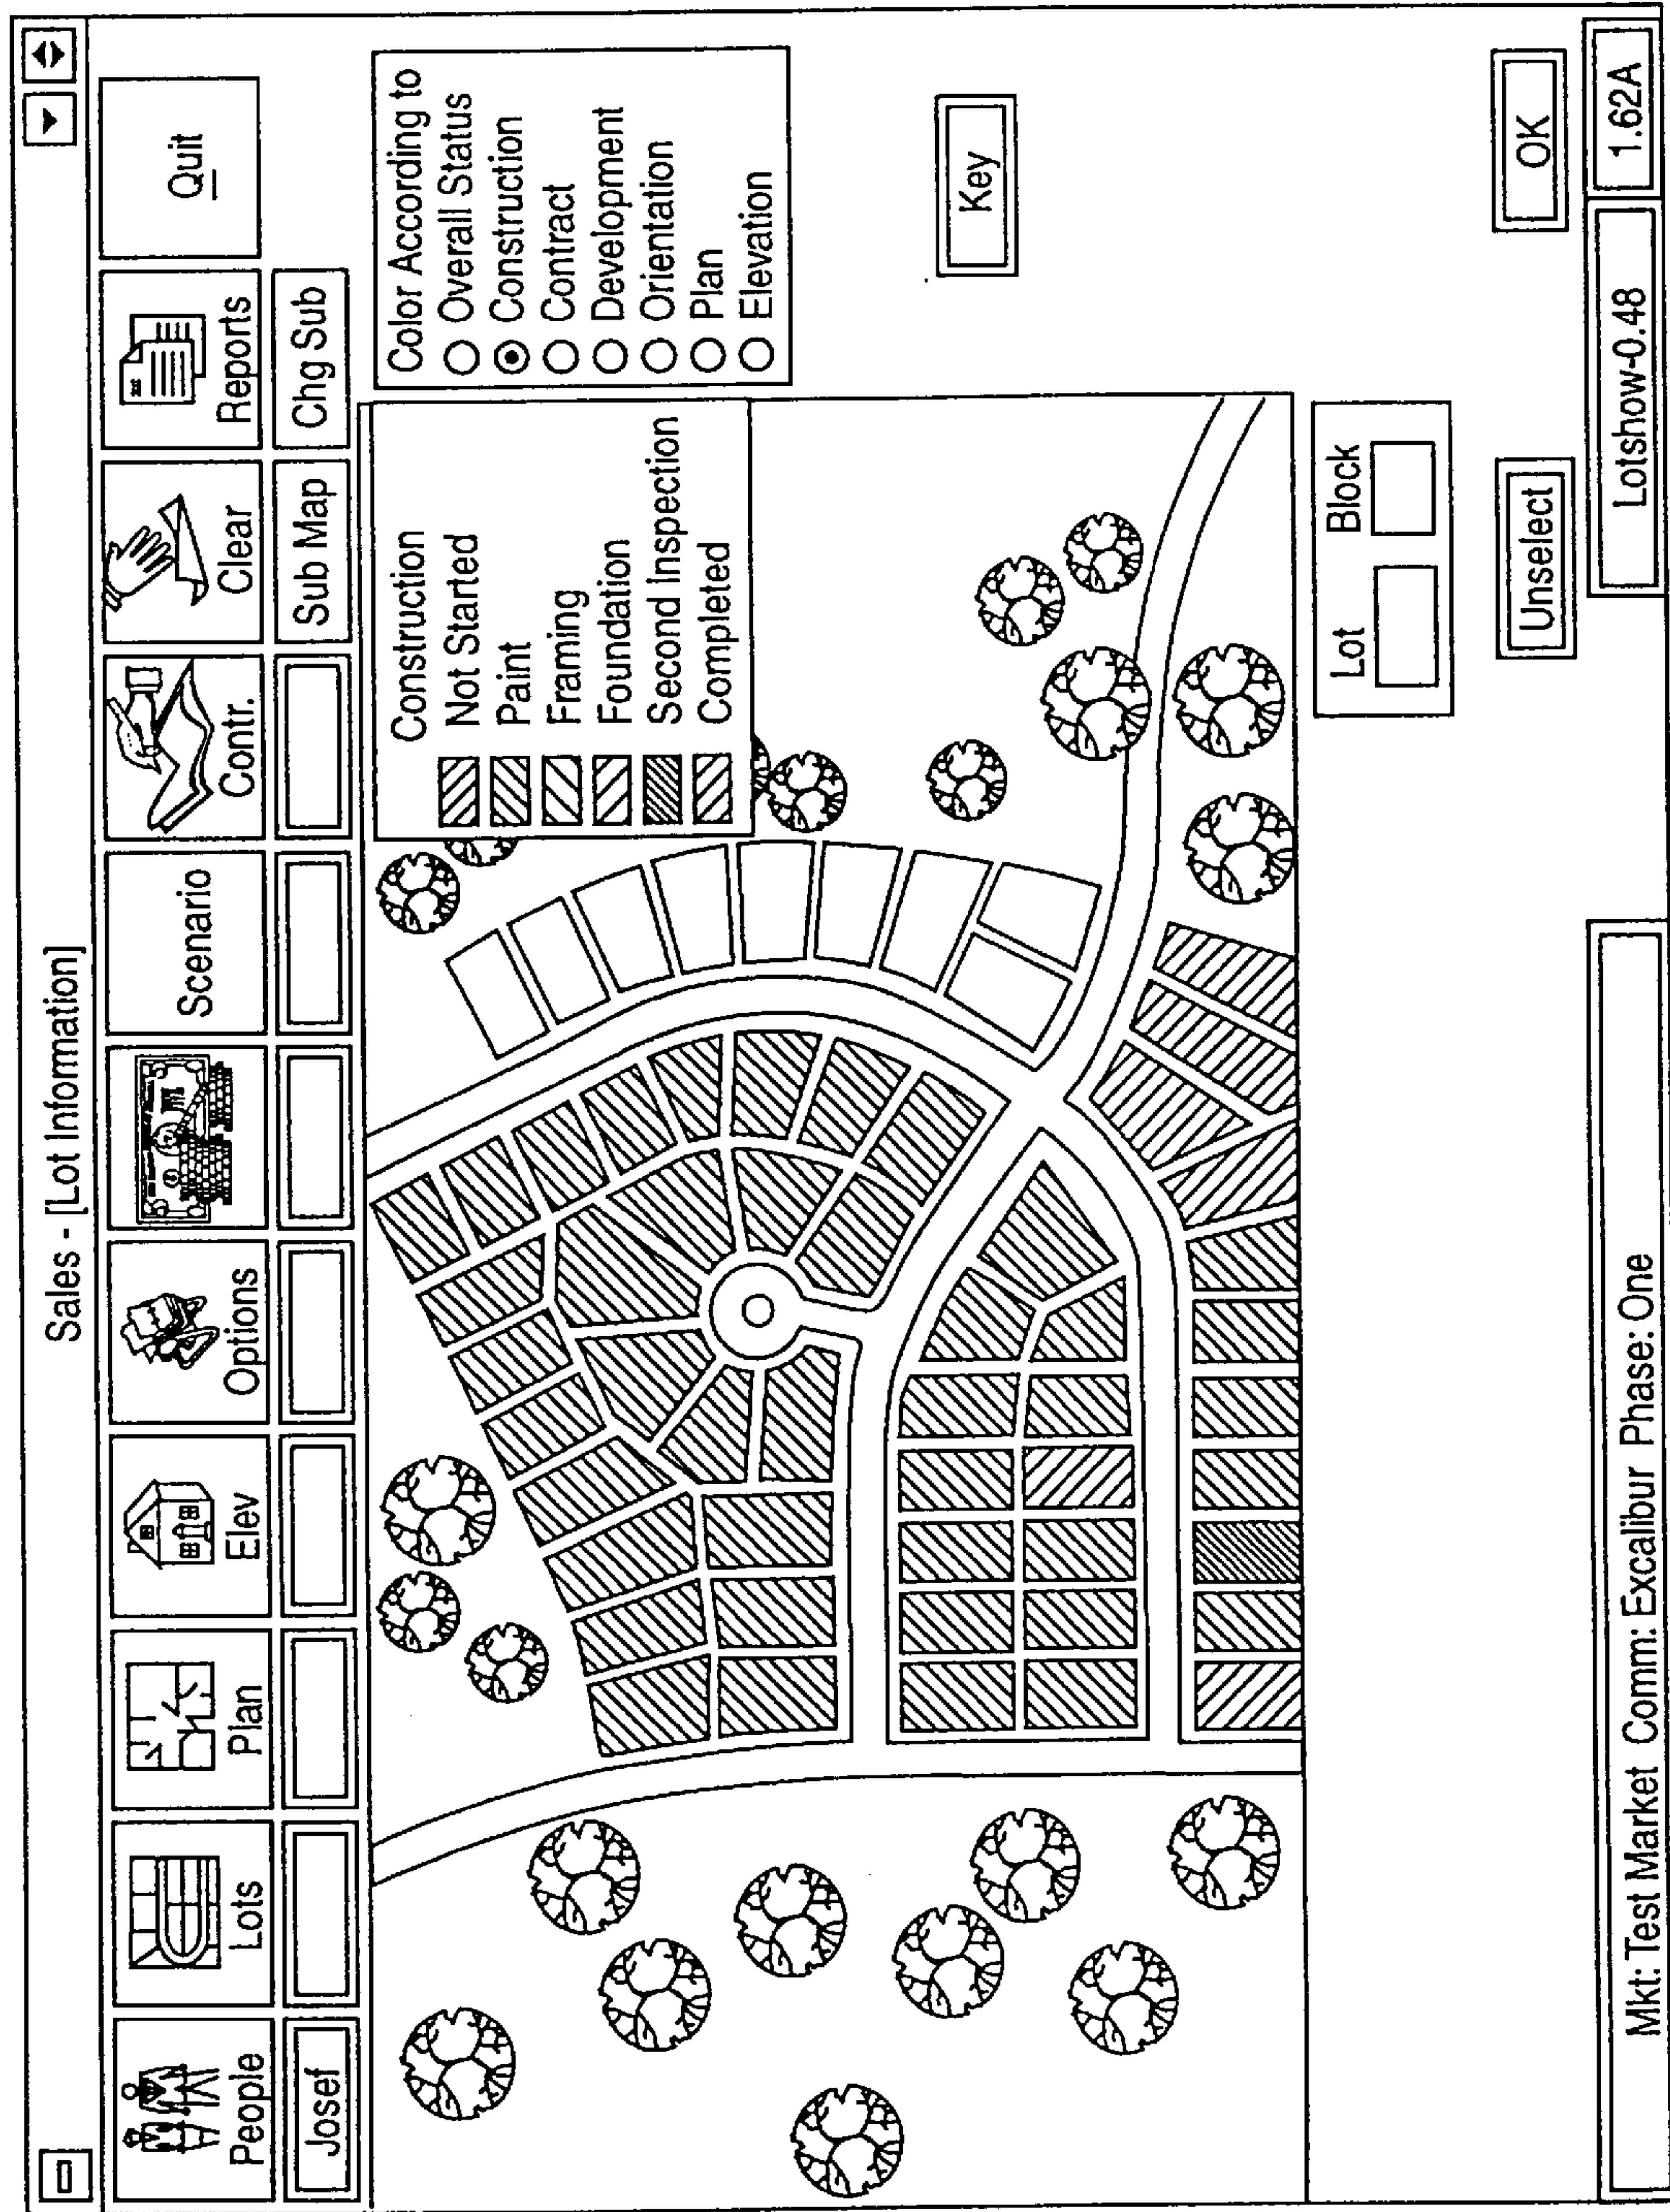 Sales - [Lot Information]
People
Lots
Plan
Elev
Options
Scenario
Contr.
Clear
Reports
Quit
Josef
Sub Map
Chg Sub
Construction
Not Started
Paint
Framing
Foundation
Second Inspection
Completed
Color According to
Overall Status
Construction
Contract
Development
Orientation
Plan
Elevation
Key
Lot Block
Unselect
OK
Mkt: Test Market Comm: Excalibur Phase: One
Lotshow-0.48
1.62A